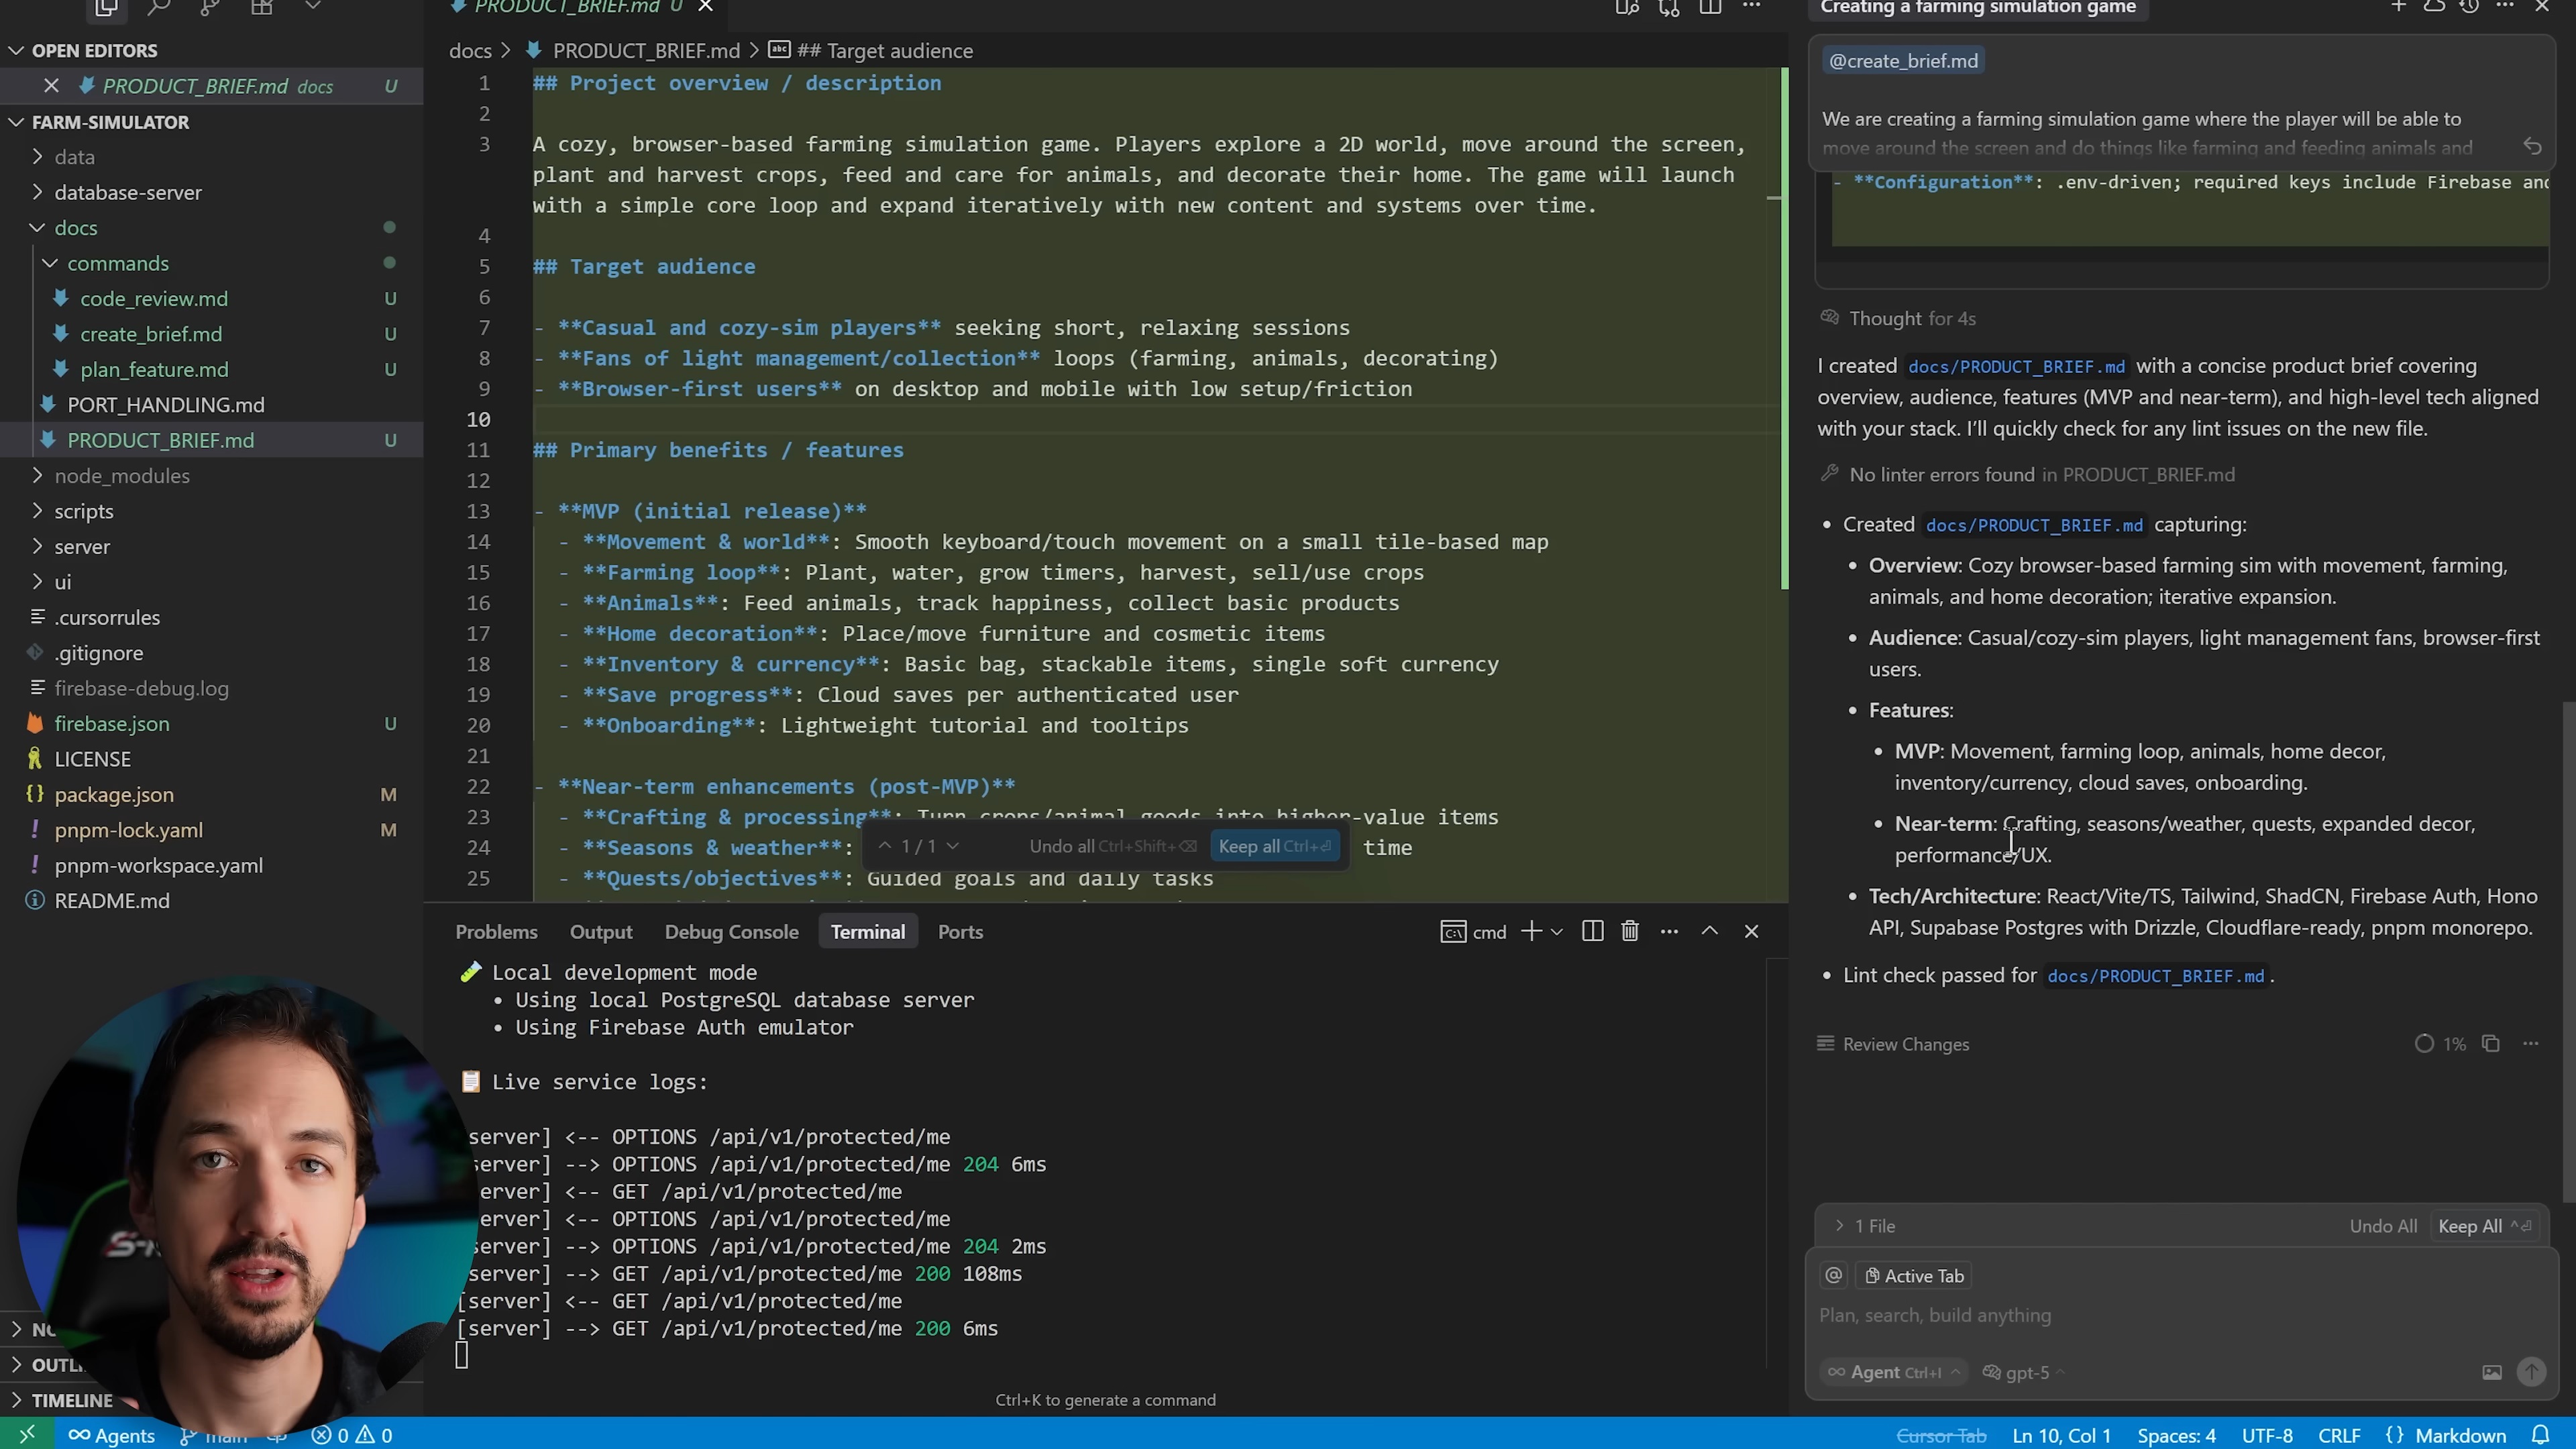 PRODUCT_BRIEF.md U
Creating a farming simulation game
OPEN EDITORS
PRODUCT_BRIEF.md docs U
FARM-SIMULATOR
data
database-server
docs
commands
code_review.md U
create_brief.md U
plan_feature.md U
PORT_HANDLING.md
PRODUCT_BRIEF.md U
node_modules
scripts
server
ui
.cursorrules
.gitignore
firebase-debug.log
firebase.json U
LICENSE
package.json M
pnpm-lock.yaml M
pnpm-workspace.yaml
README.md
OUTLI
TIMELINE
docs > PRODUCT_BRIEF.md > abc ## Target audience
1 ## Project overview / description
2
3 A cozy, browser-based farming simulation game. Players explore a 2D world, move around the screen,
plant and harvest crops, feed and care for animals, and decorate their home. The game will launch
with a simple core loop and expand iteratively with new content and systems over time.
4
5 ## Target audience
6
7 - **Casual and cozy-sim players** seeking short, relaxing sessions
8 - **Fans of light management/collection** loops (farming, animals, decorating)
9 - **Browser-first users** on desktop and mobile with low setup/friction
10
11 ## Primary benefits / features
12
13 - **MVP (initial release)**
14 - **Movement & world**: Smooth keyboard/touch movement on a small tile-based map
15 - **Farming loop**: Plant, water, grow timers, harvest, sell/use crops
16 - **Animals**: Feed animals, track happiness, collect basic products
17 - **Home decoration**: Place/move furniture and cosmetic items
18 - **Inventory & currency**: Basic bag, stackable items, single soft currency
19 - **Save progress**: Cloud saves per authenticated user
20 - **Onboarding**: Lightweight tutorial and tooltips
21
22 - **Near-term enhancements (post-MVP)**
23 - **Crafting & processing**: Turn crops/animal goods into higher-value items
24 - **Seasons & weather**: time
1 / 1 Undo all Ctrl+Shift+⌫ Keep all Ctrl+⏎
25 - **Quests/objectives**: Guided goals and daily tasks
Problems Output Debug Console Terminal Ports
cmd
Local development mode
• Using local PostgreSQL database server
• Using Firebase Auth emulator
Live service logs:
server] <-- OPTIONS /api/v1/protected/me
server] --> OPTIONS /api/v1/protected/me 204 6ms
erver] <-- GET /api/v1/protected/me
erver] <-- OPTIONS /api/v1/protected/me
server] --> OPTIONS /api/v1/protected/me 204 2ms
server] --> GET /api/v1/protected/me 200 108ms
[server] <-- GET /api/v1/protected/me
[server] --> GET /api/v1/protected/me 200 6ms
Ctrl+K to generate a command
@create_brief.md
We are creating a farming simulation game where the player will be able to
move around the screen and do things like farming and feeding animals and
- **Configuration**: .env-driven; required keys include Firebase and
Thought for 4s
I created docs/PRODUCT_BRIEF.md with a concise product brief covering
overview, audience, features (MVP and near-term), and high-level tech aligned
with your stack. I’ll quickly check for any lint issues on the new file.
No linter errors found in PRODUCT_BRIEF.md
• Created docs/PRODUCT_BRIEF.md capturing:
• Overview: Cozy browser-based farming sim with movement, farming,
animals, and home decoration; iterative expansion.
• Audience: Casual/cozy-sim players, light management fans, browser-first
users.
• Features:
• MVP: Movement, farming loop, animals, home decor,
inventory/currency, cloud saves, onboarding.
• Near-term: Crafting, seasons/weather, quests, expanded decor,
performance/UX.
• Tech/Architecture: React/Vite/TS, Tailwind, ShadCN, Firebase Auth, Hono
API, Supabase Postgres with Drizzle, Cloudflare-ready, pnpm monorepo.
• Lint check passed for docs/PRODUCT_BRIEF.md.
Review Changes 1%
1 File Undo All Keep All ^⏎
@ Active Tab
Plan, search, build anything
∞ Agent Ctrl+I gpt-5
∞ Agents main 0 0
Cursor Tab Ln 10, Col 1 Spaces: 4 UTF-8 CRLF {} Markdown